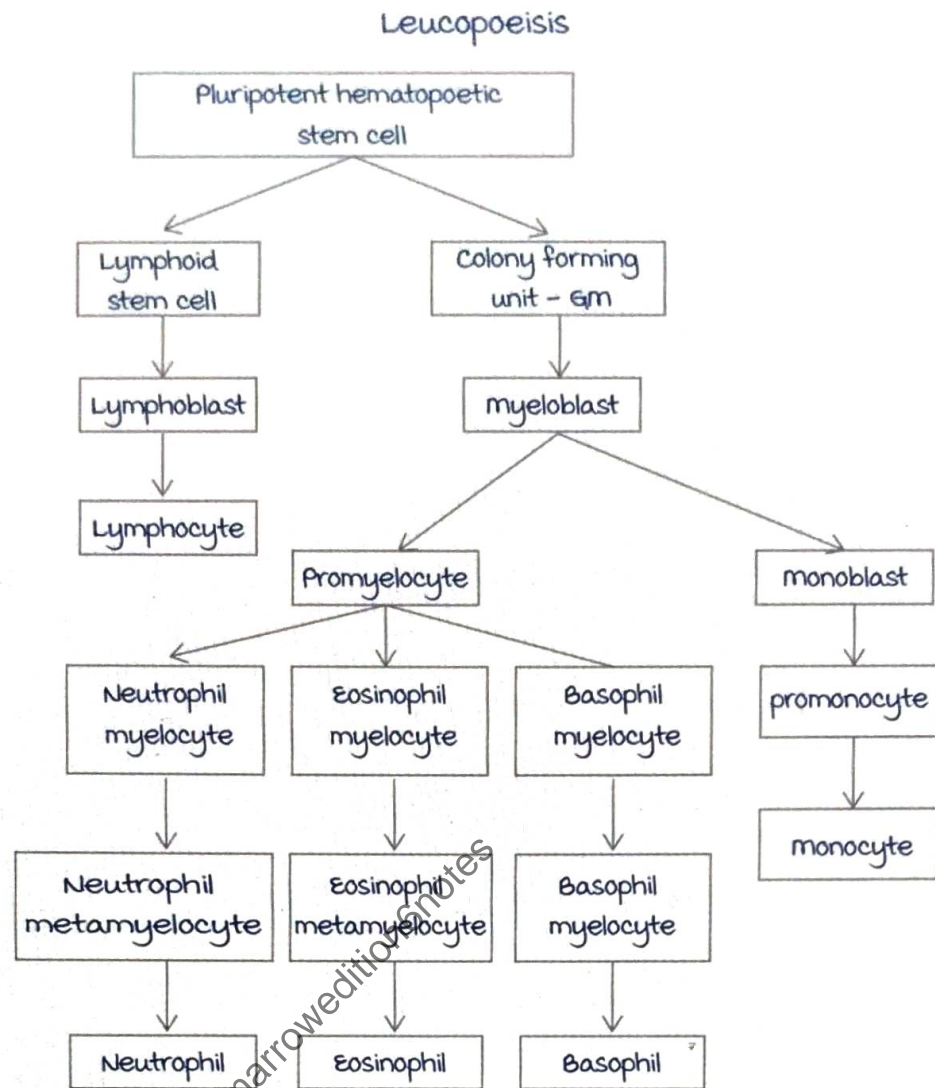 Leucopoeisis
Pluripotent hematopoetic
stem cell
Lymphoid
stem cell
Colony forming
unit - GM
Lymphoblast
myeloblast
Lymphocyte
Promyelocyte
monoblast
Neutrophil
myelocyte
Eosinophil
myelocyte
Basophil
myelocyte
promonocyte
Neutrophil
metamyelocyte
Eosinophil
metamyelocyte
Basophil
myelocyte
monocyte
Neutrophil
Eosinophil
Basophil